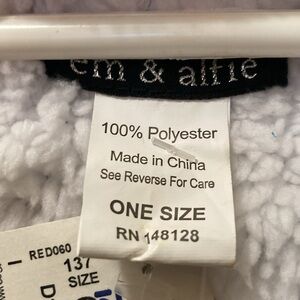 em & alfie
100% Polyester
Made in China
See Reverse For Care
ONE SIZE
RN 148128
RED060
137
SIZE